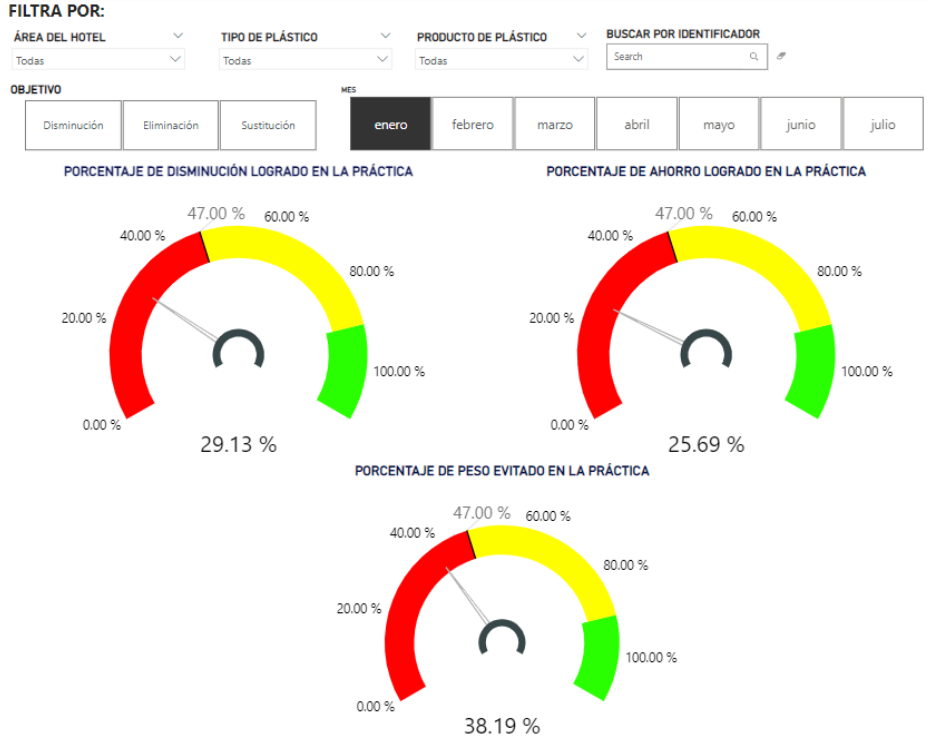 FILTRA POR:
ÁREA DEL HOTEL
Todas
TIPO DE PLÁSTICO
Todas
PRODUCTO DE PLÁSTICO
Todas
BUSCAR POR IDENTIFICADOR
Search
OBJETIVO
Disminución
Eliminación
Sustitución
MES
enero
febrero
marzo
abril
mayo
junio
julio
PORCENTAJE DE DISMINUCIÓN LOGRADO EN LA PRÁCTICA
0.00 %
20.00 %
40.00 %
47.00 %
60.00 %
80.00 %
100.00 %
29.13 %
PORCENTAJE DE AHORRO LOGRADO EN LA PRÁCTICA
0.00 %
20.00 %
40.00 %
47.00 %
60.00 %
80.00 %
100.00 %
25.69 %
PORCENTAJE DE PESO EVITADO EN LA PRÁCTICA
0.00 %
20.00 %
40.00 %
47.00 %
60.00 %
80.00 %
100.00 %
38.19 %